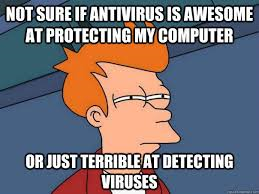 NOT SURE IF ANTIVIRUS IS AWESOME
AT PROTECTING MY COMPUTER
OR JUST TERRIBLE AT DETECTING
VIRUSES